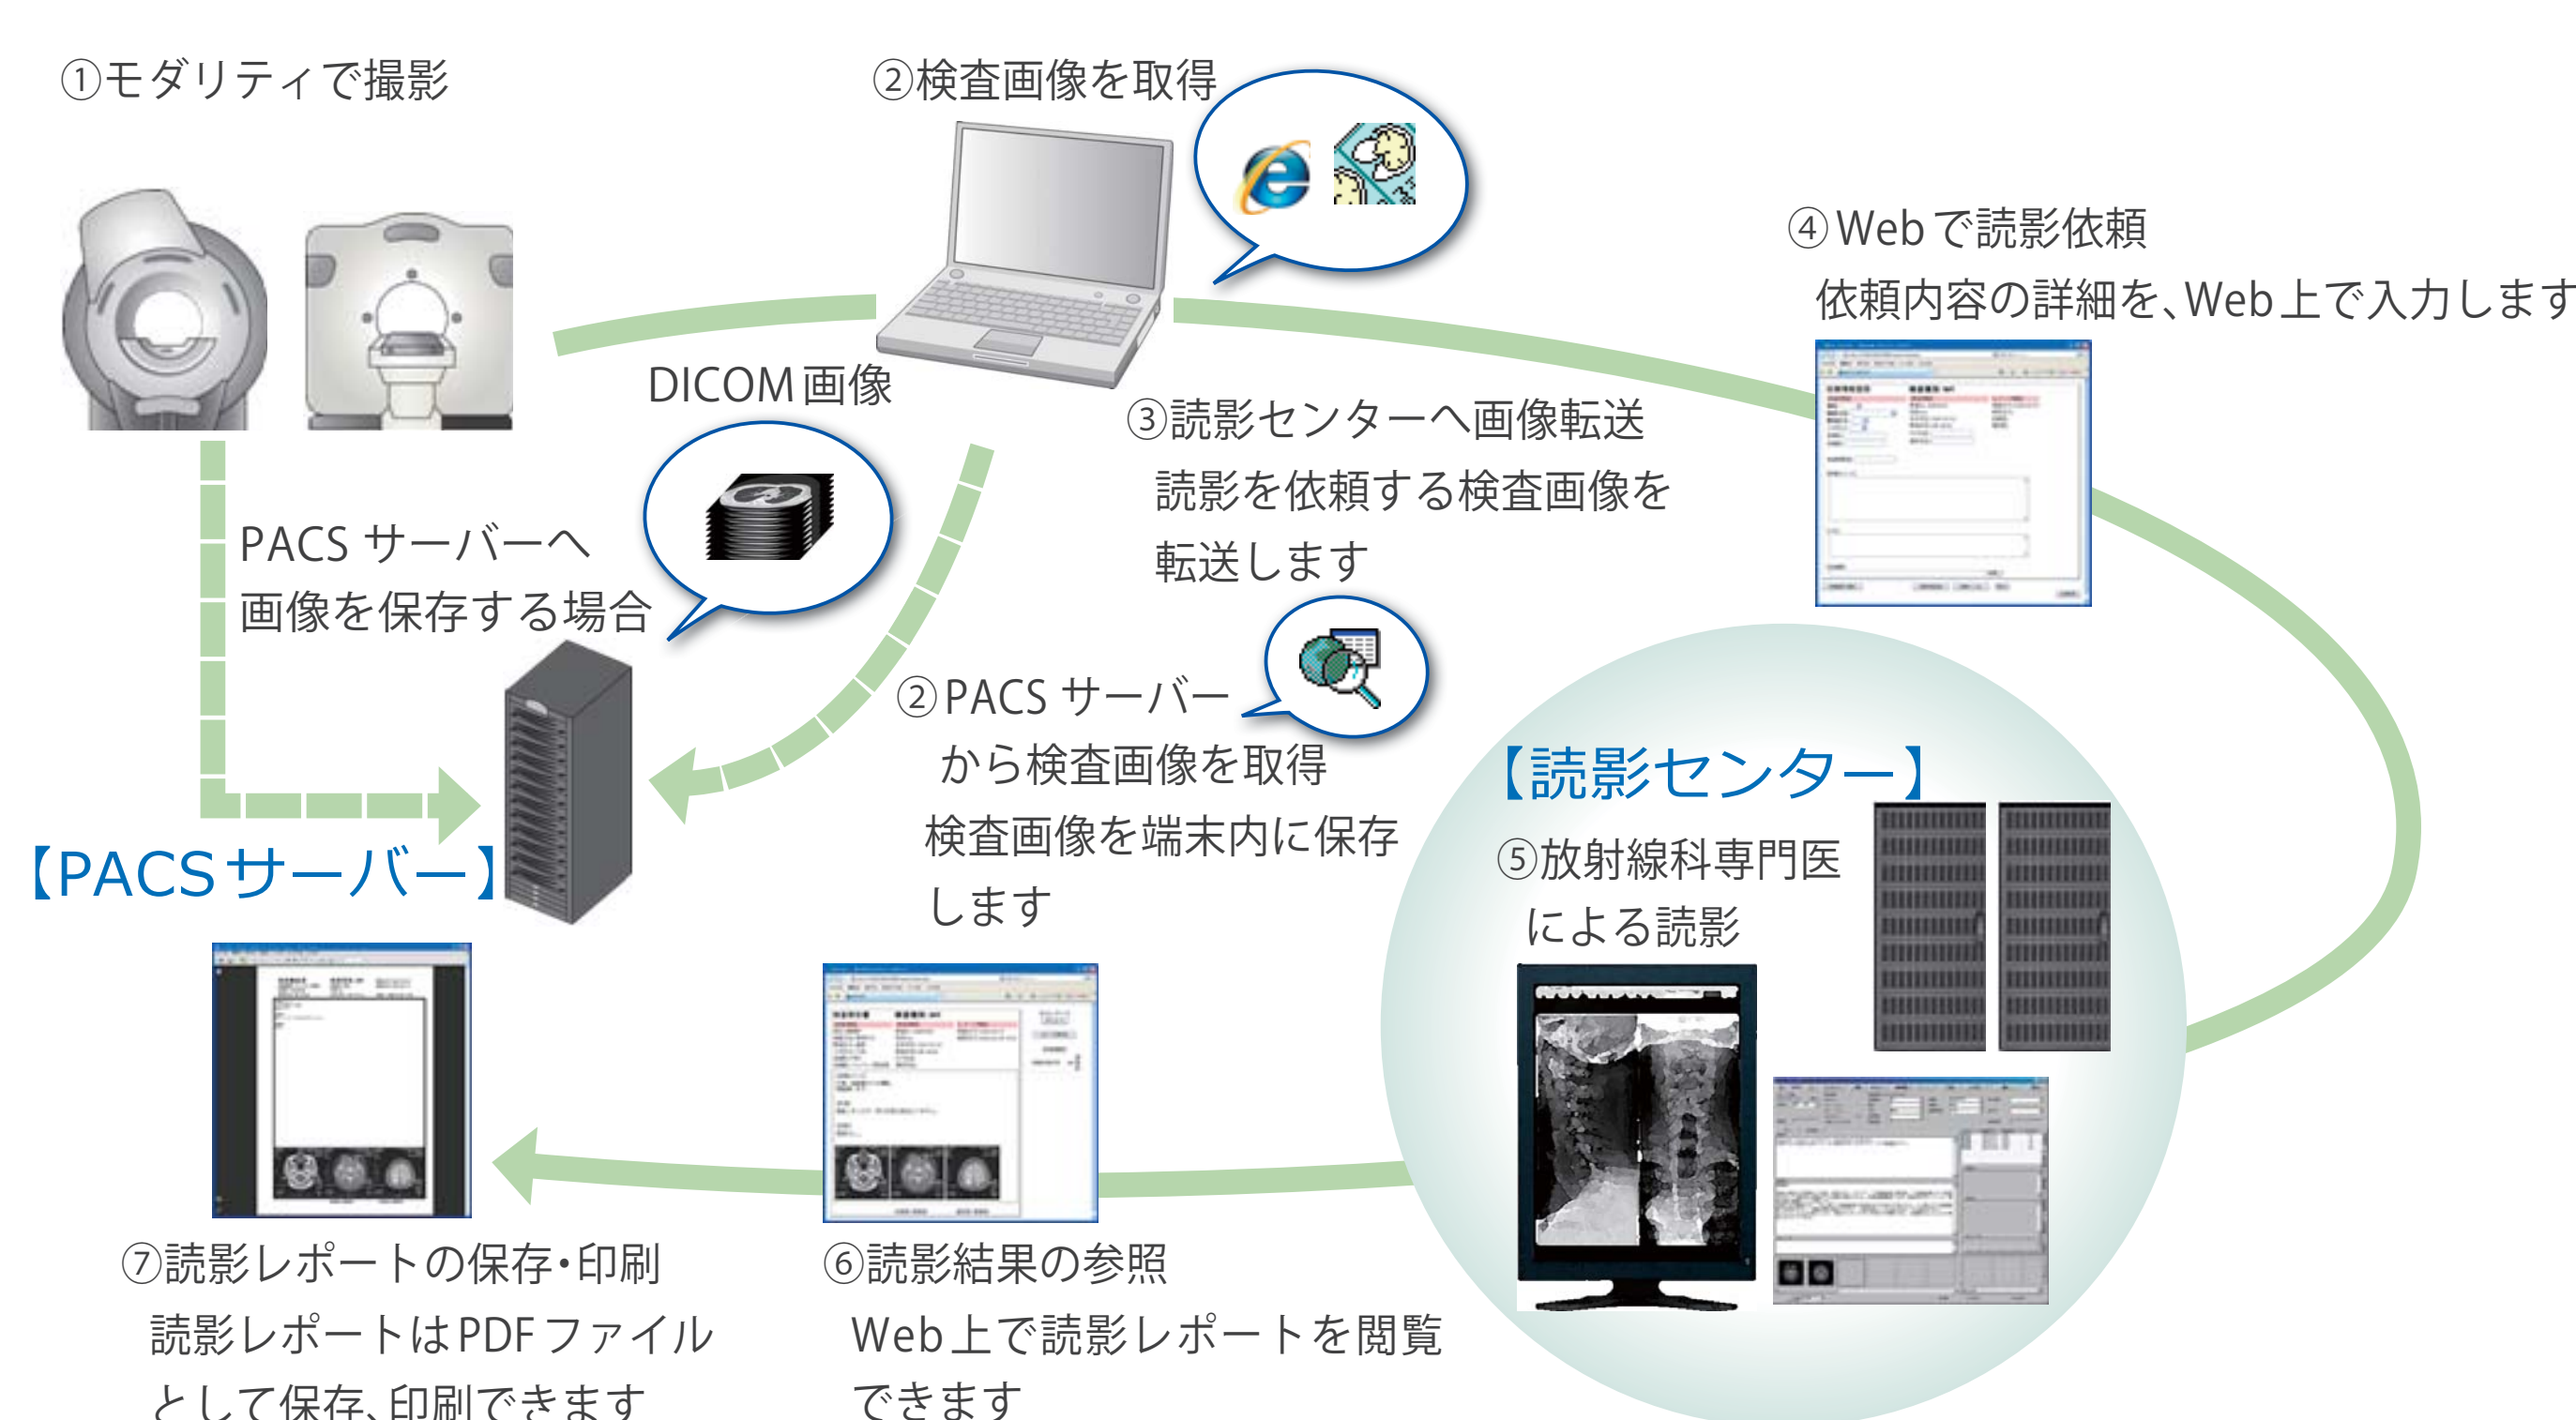 ①モダリティで撮影
②検査画像を取得
④Webで読影依頼
依頼内容の詳細を、Web上で入力します
DICOM画像
③読影センターへ画像転送
読影を依頼する検査画像を
転送します
PACS サーバーへ
画像を保存する場合
②PACS サーバー
から検査画像を取得
検査画像を端末内に保存
します
【PACSサーバー】
【読影センター】
⑤放射線科専門医
による読影
⑦読影レポートの保存・印刷
読影レポートはPDFファイル
として保存、印刷できます
⑥読影結果の参照
Web上で読影レポートを閲覧
できます